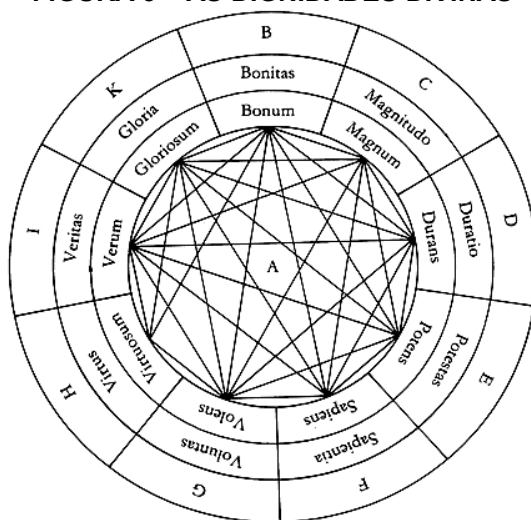 FIGURA – AS DIGNIDADES DIVINAS
B
Bonitas
Bonum
C
Magnitudo
Magnum
D
Duratio
Durans
E
Potestas
Potens
F
Sapientia
Sapiens
G
Voluntas
Volens
H
Virtus
Virtuosum
I
Veritas
Verum
K
Gloria
Gloriosum
A